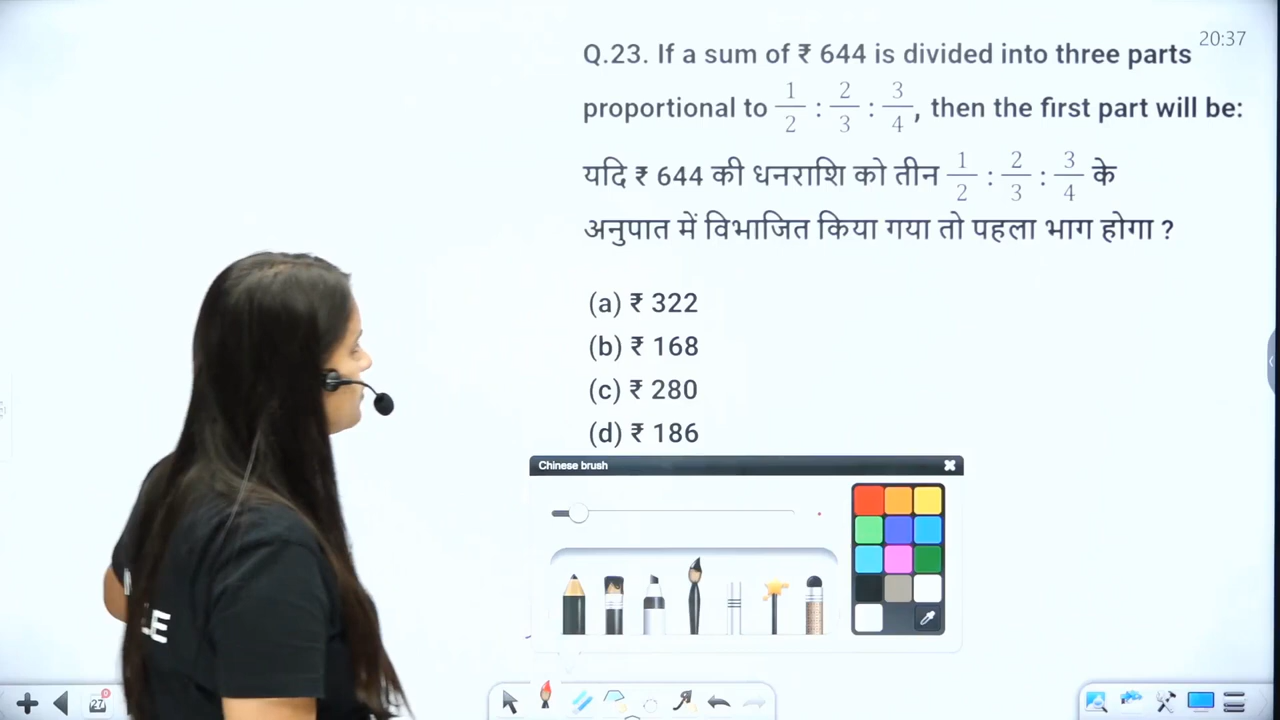 20:37
Q.23. If a sum of ₹ 644 is divided into three parts
proportional to 1/2 : 2/3 : 3/4, then the first part will be:
यदि ₹ 644 की धनराशि को तीन 1/2 : 2/3 : 3/4 के
अनुपात में विभाजित किया गया तो पहला भाग होगा ?
(a) ₹ 322
(b) ₹ 168
(c) ₹ 280
(d) ₹ 186
Chinese brush
27